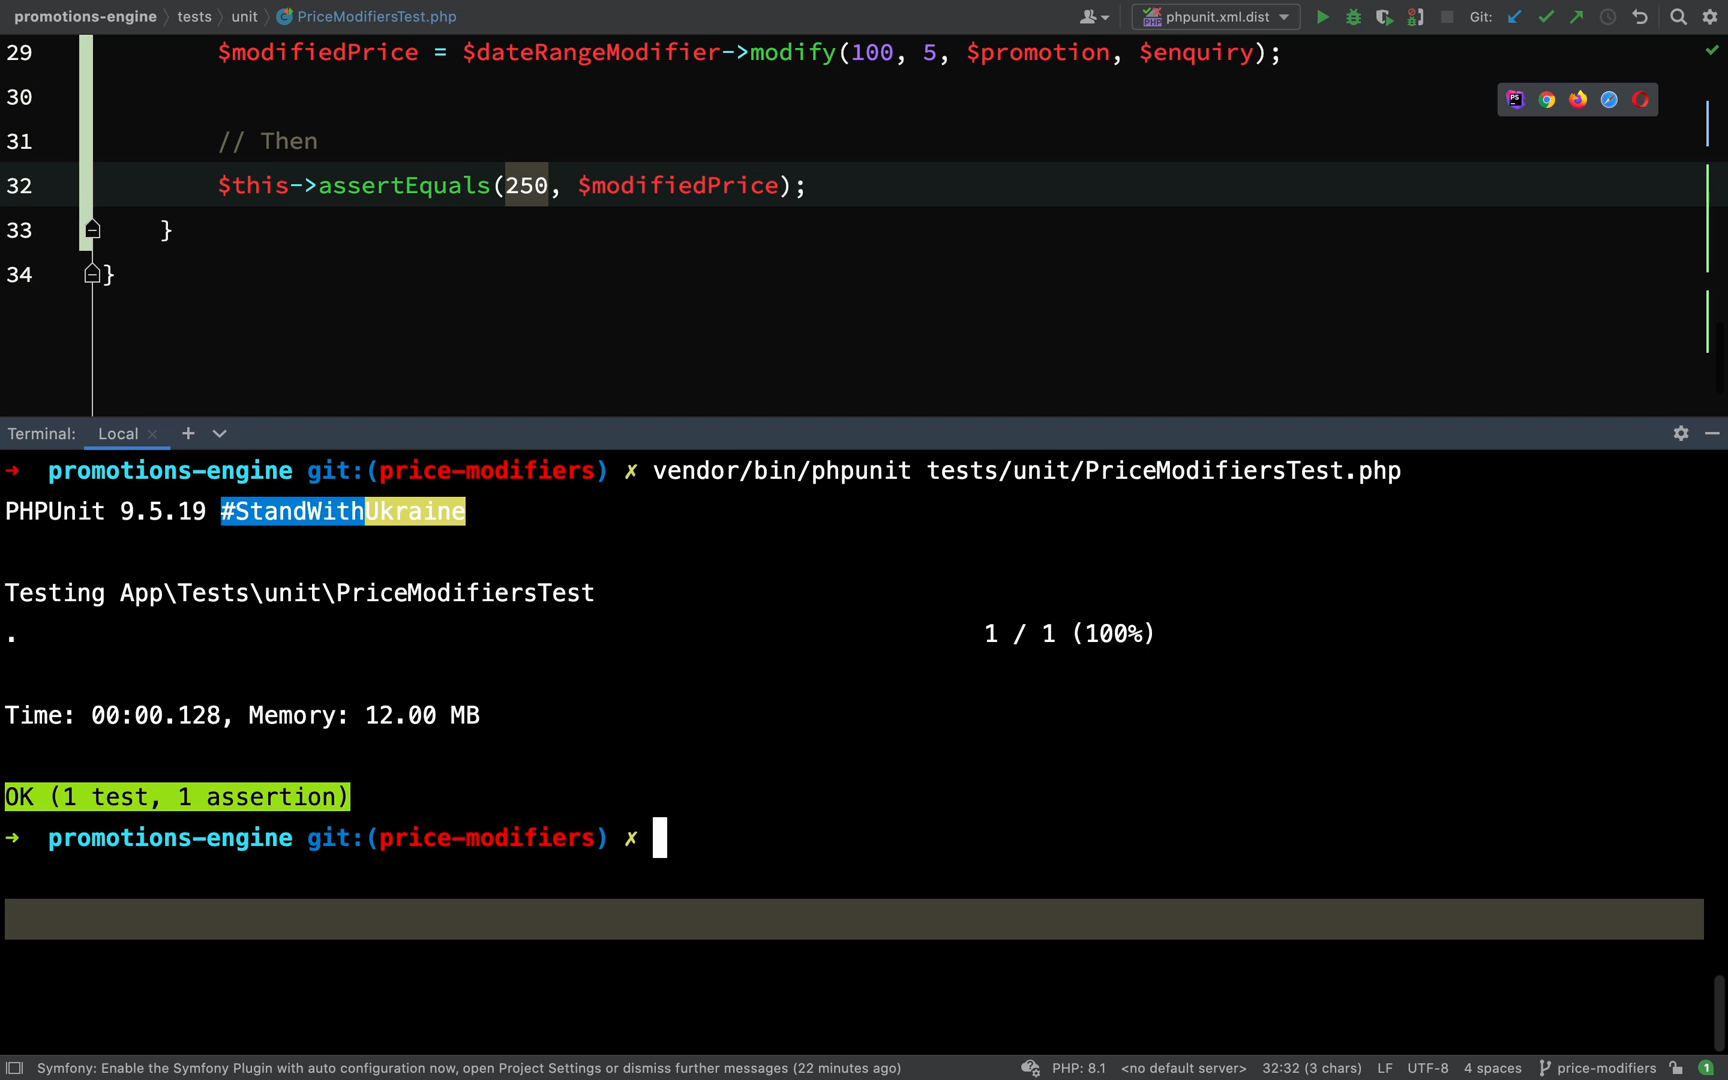 promotions-engine tests unit PriceModifiersTest.php phpunit.xml.dist Git:
29 $modifiedPrice = $dateRangeModifier->modify(100, 5, $promotion, $enquiry);
30
31 // Then
32 $this->assertEquals(250, $modifiedPrice);
33 }
34 }
Terminal: Local
→ promotions-engine git:(price-modifiers) ✗ vendor/bin/phpunit tests/unit/PriceModifiersTest.php
PHPUnit 9.5.19 #StandWithUkraine
Testing App\Tests\unit\PriceModifiersTest
. 1 / 1 (100%)
Time: 00:00.128, Memory: 12.00 MB
OK (1 test, 1 assertion)
→ promotions-engine git:(price-modifiers) ✗
Symfony: Enable the Symfony Plugin with auto configuration now, open Project Settings or dismiss further messages (22 minutes ago) PHP: 8.1 <no default server> 32:32 (3 chars) LF UTF-8 4 spaces price-modifiers 1